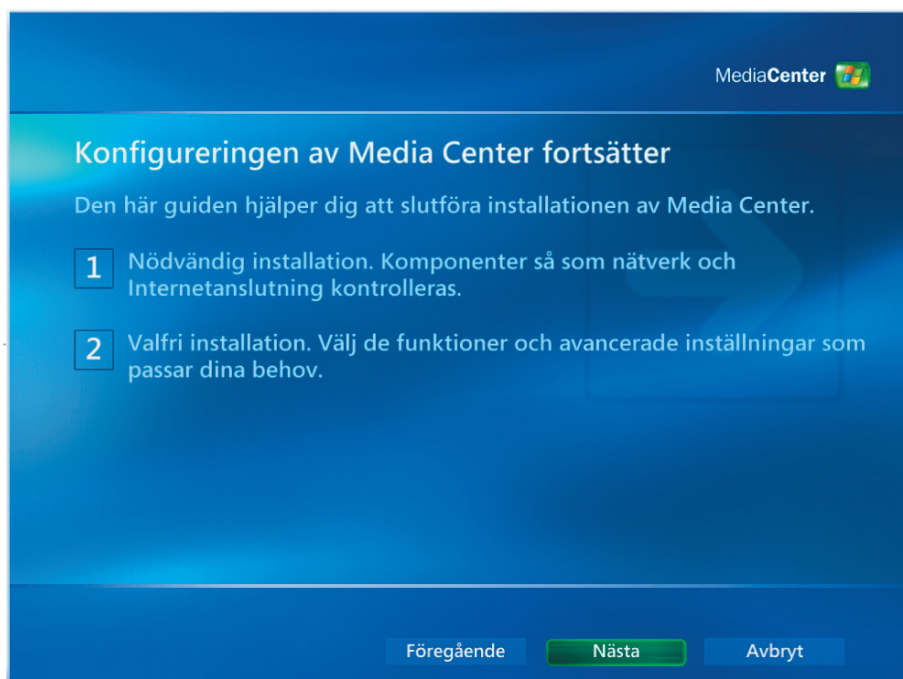 MediaCenter
Konfigureringen av Media Center fortsätter
Den här guiden hjälper dig att slutföra installationen av Media Center.
1 Nödvändig installation. Komponenter så som nätverk och
Internetanslutning kontrolleras.
2 Valfri installation. Välj de funktioner och avancerade inställningar som
passar dina behov.
Föregående Nästa Avbryt